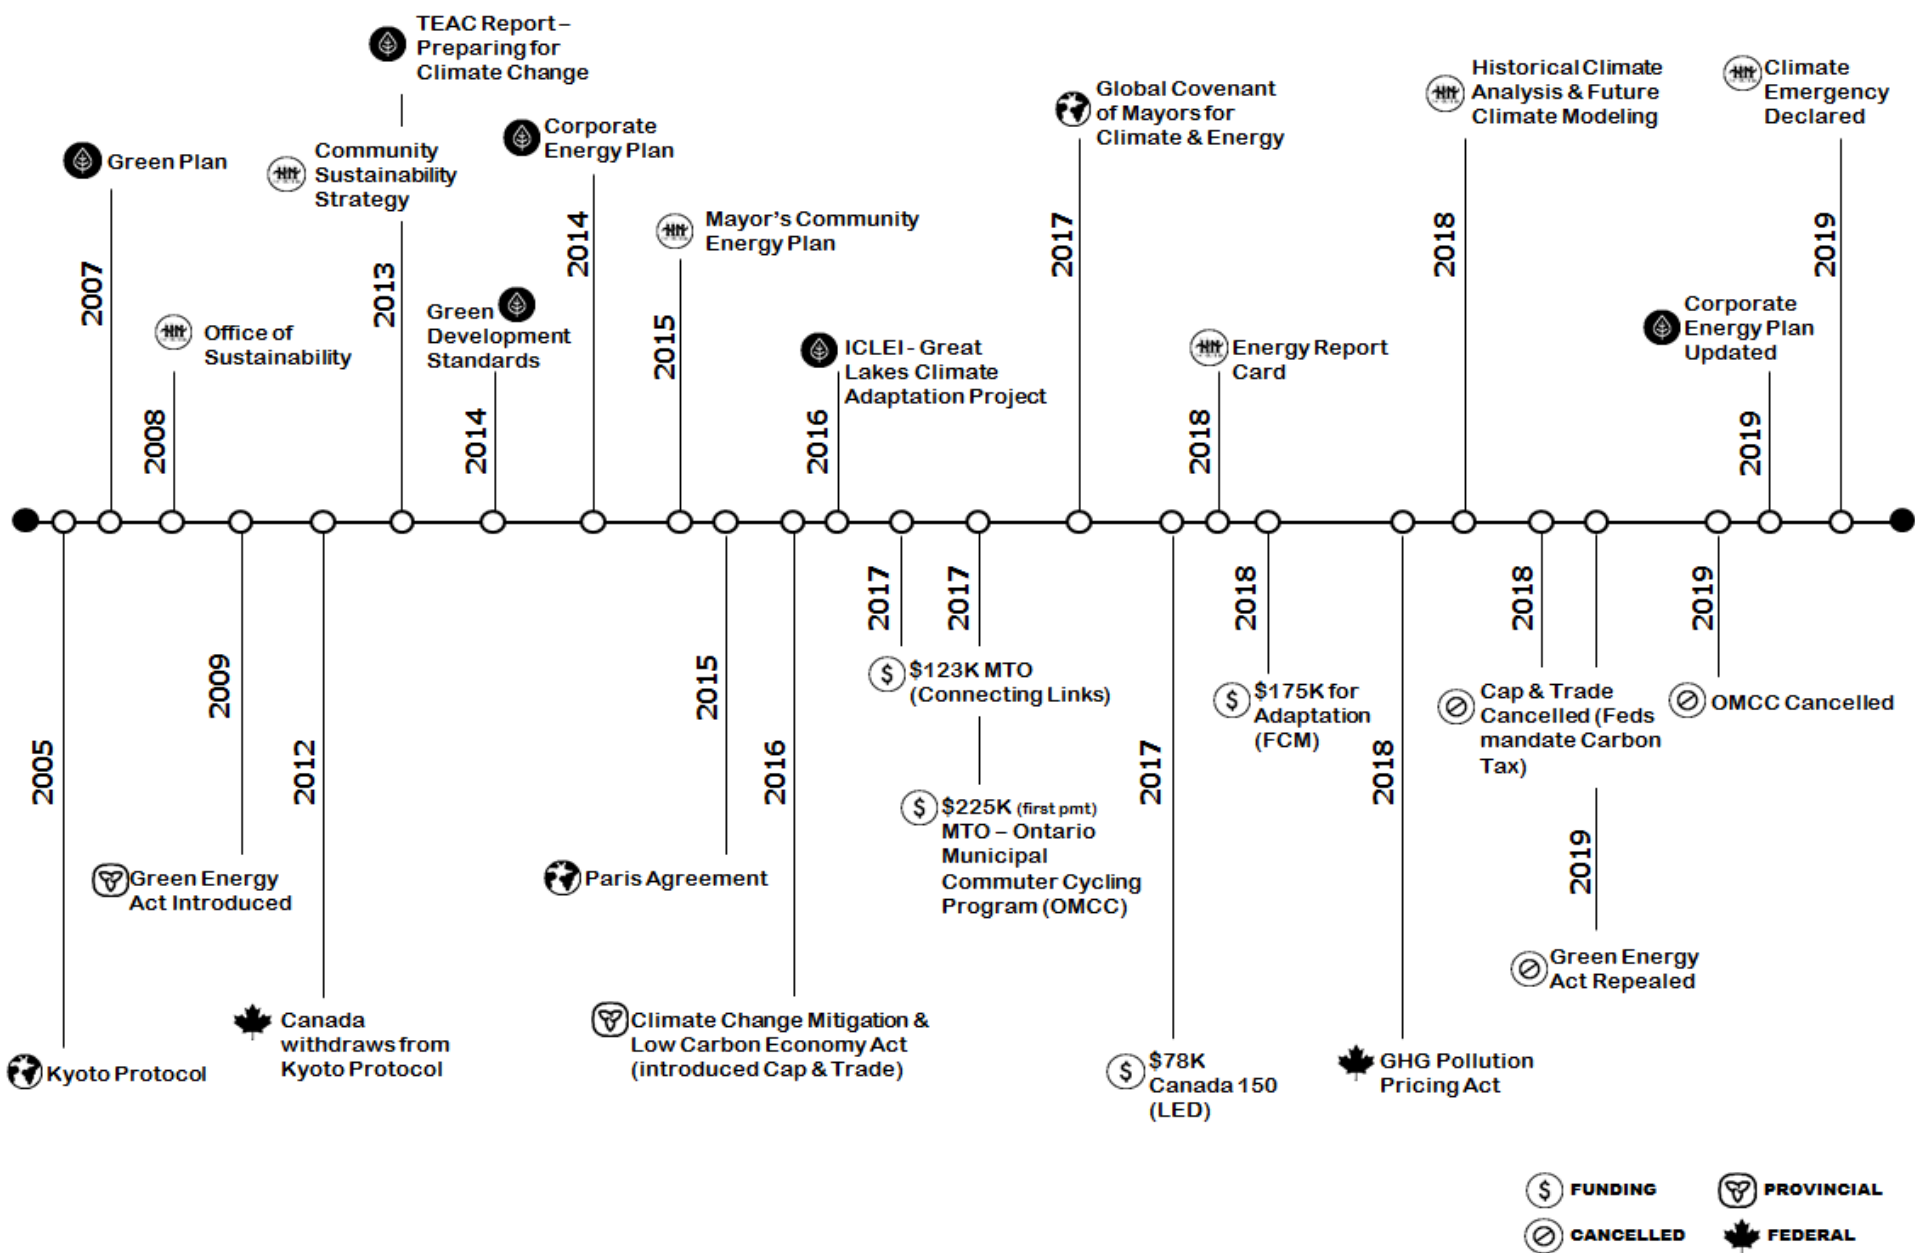 TEAC Report –
Preparing for
Climate Change
Green Plan
2007
Office of
Sustainability
2008
Community
Sustainability
Strategy
2013
Green
Development
Standards
2014
Corporate
Energy Plan
2014
Mayor's Community
Energy Plan
2015
ICLEI - Great
Lakes Climate
Adaptation Project
2016
Global Covenant
of Mayors for
Climate & Energy
2017
Energy Report
Card
2018
Historical Climate
Analysis & Future
Climate Modeling
2018
Corporate
Energy Plan
Updated
2019
Climate
Emergency
Declared
2019
2005
Kyoto Protocol
2009
Green Energy
Act Introduced
2012
Canada
withdraws from
Kyoto Protocol
2015
Paris Agreement
2016
Climate Change Mitigation &
Low Carbon Economy Act
(introduced Cap & Trade)
2017
$ $123K MTO
(Connecting Links)
2017
$ $225K (first pmt)
MTO – Ontario
Municipal
Commuter Cycling
Program (OMCC)
2017
$ $78K
Canada 150
(LED)
2018
$ $175K for
Adaptation
(FCM)
2018
GHG Pollution
Pricing Act
2018
Cap & Trade
Cancelled (Feds
mandate Carbon
Tax)
2019
Green Energy
Act Repealed
2019
OMCC Cancelled
$ FUNDING
PROVINCIAL
CANCELLED
FEDERAL